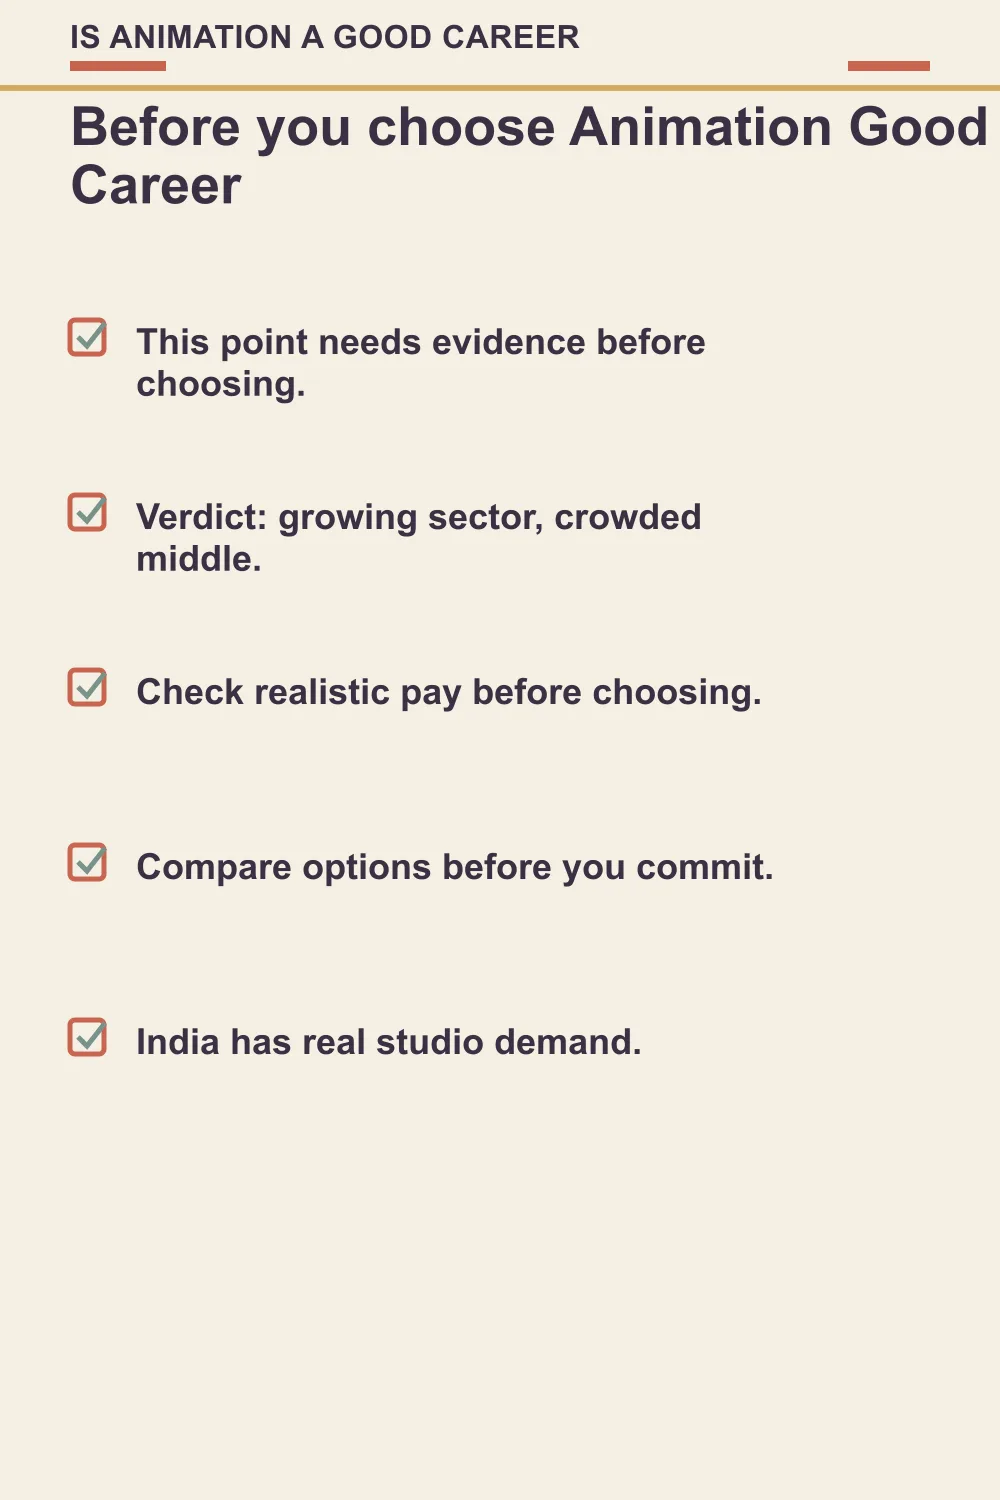 IS ANIMATION A GOOD CAREER
Before you choose Animation Good
Career
This point needs evidence before
choosing.
Verdict: growing sector, crowded
middle.
Check realistic pay before choosing.
Compare options before you commit.
India has real studio demand.